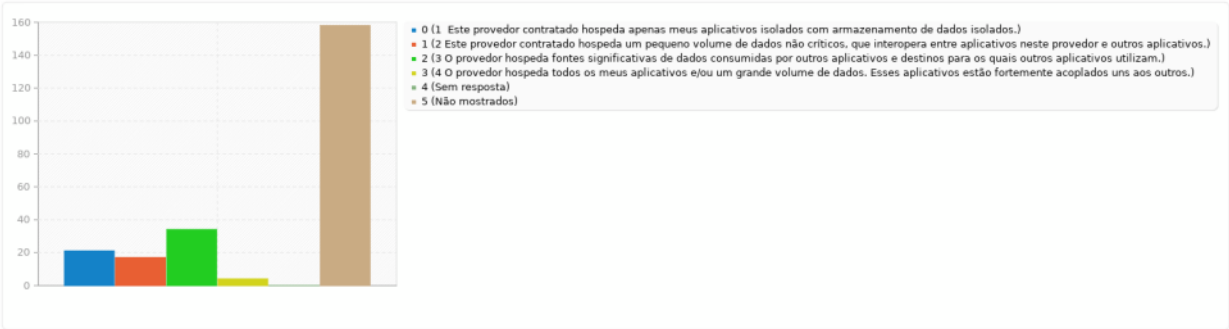 160
140
120
100
80
60
40
20
0
0 (1  Este provedor contratado hospeda apenas meus aplicativos isolados com armazenamento de dados isolados.)
1 (2 Este provedor contratado hospeda um pequeno volume de dados não críticos, que interopera entre aplicativos neste provedor e outros aplicativos.)
2 (3 O provedor hospeda fontes significativas de dados consumidas por outros aplicativos e destinos para os quais outros aplicativos utilizam.)
3 (4 O provedor hospeda todos os meus aplicativos e/ou um grande volume de dados. Esses aplicativos estão fortemente acoplados uns aos outros.)
4 (Sem resposta)
5 (Não mostrados)